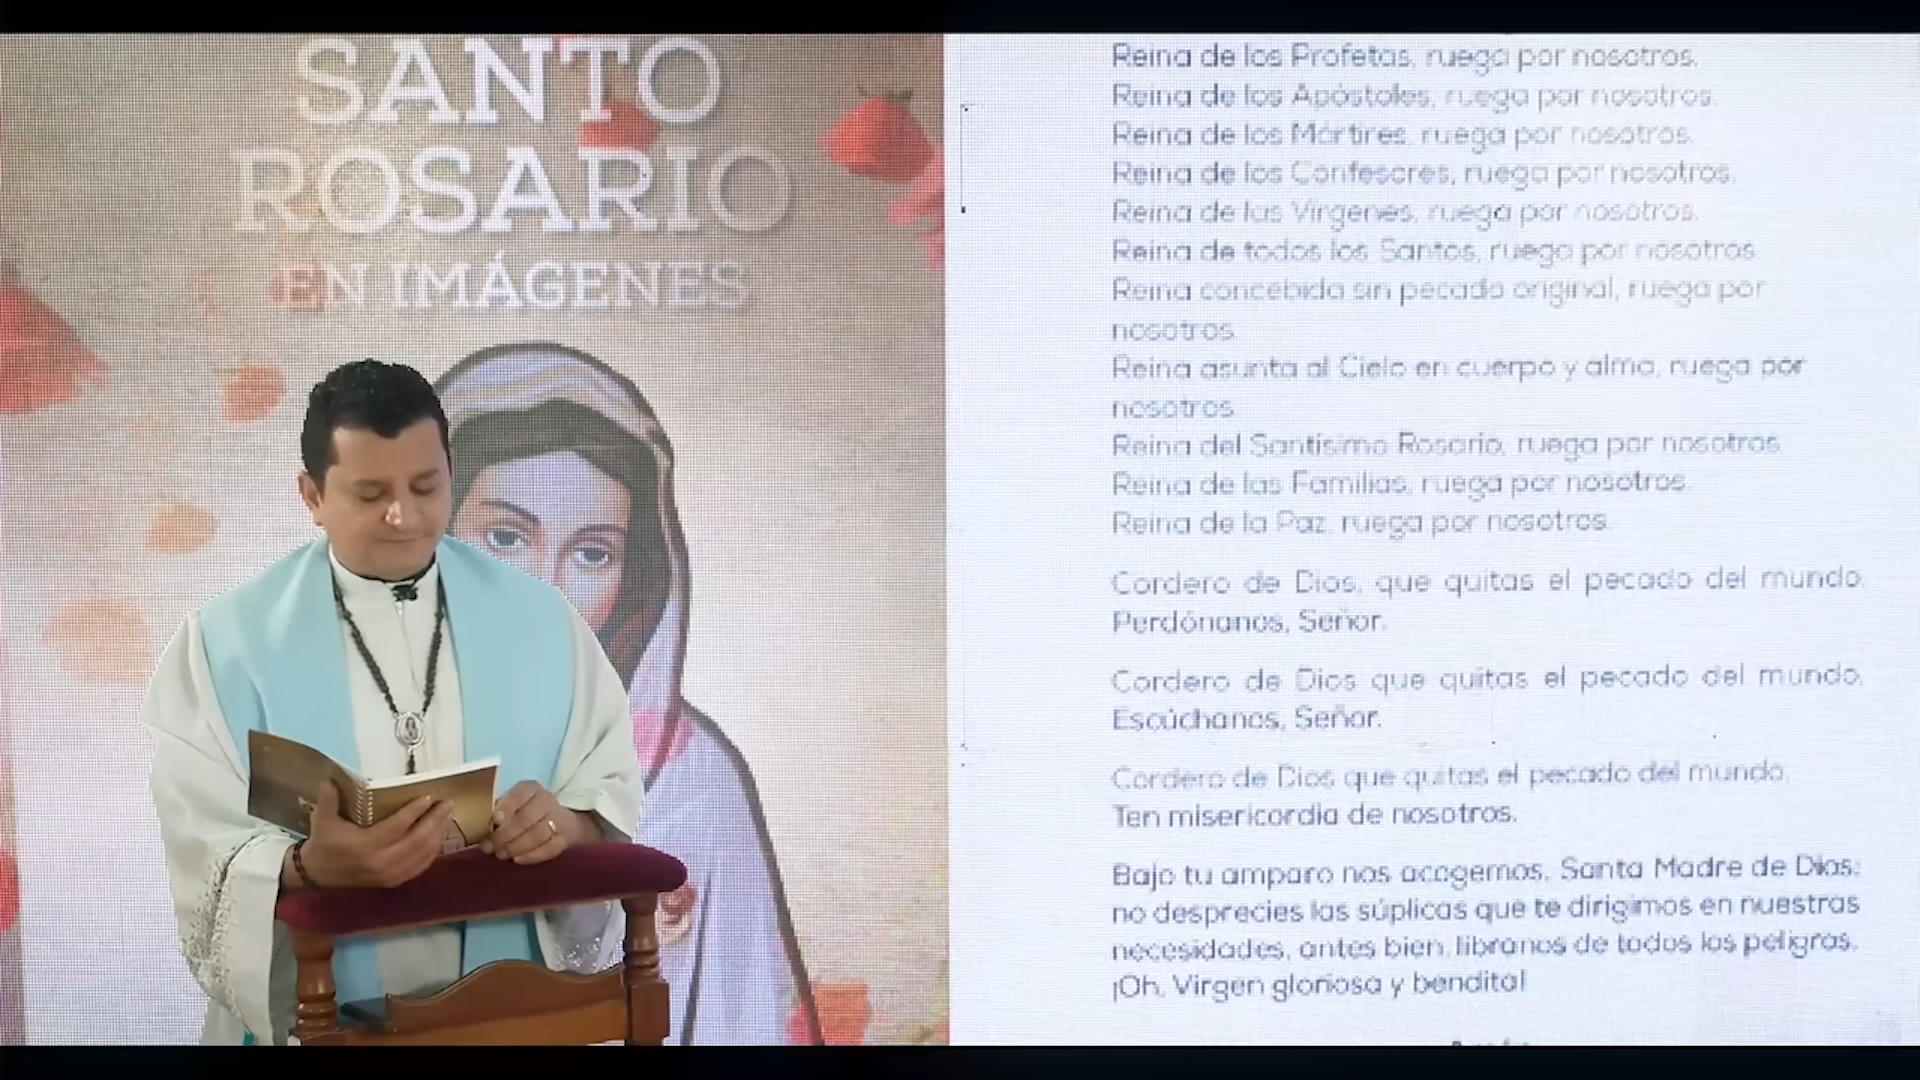 SANTO
ROSARIO
EN IMÁGENES
Reina de los Profetas, ruega por nosotros.
Reina de los Apóstoles, ruega por nosotros.
Reina de los Mártires, ruega por nosotros.
Reina de los Confesores, ruega por nosotros.
Reina de las Vírgenes, ruega por nosotros.
Reina de todos los Santos, ruega por nosotros.
Reina concebida sin pecado original, ruega por
nosotros.
Reina asunta al Cielo en cuerpo y alma, ruega por
nosotros.
Reina del Santísimo Rosario, ruega por nosotros.
Reina de las Familias, ruega por nosotros.
Reina de la Paz, ruega por nosotros.
Cordero de Dios, que quitas el pecado del mundo.
Perdónanos, Señor.
Cordero de Dios que quitas el pecado del mundo.
Escúchanos, Señor.
Cordero de Dios que quitas el pecado del mundo.
Ten misericordia de nosotros.
Bajo tu amparo nos acogemos, Santa Madre de Dios;
no desprecies las súplicas que te dirigimos en nuestras
necesidades, antes bien, líbranos de todos los peligros.
¡Oh, Virgen gloriosa y bendita!